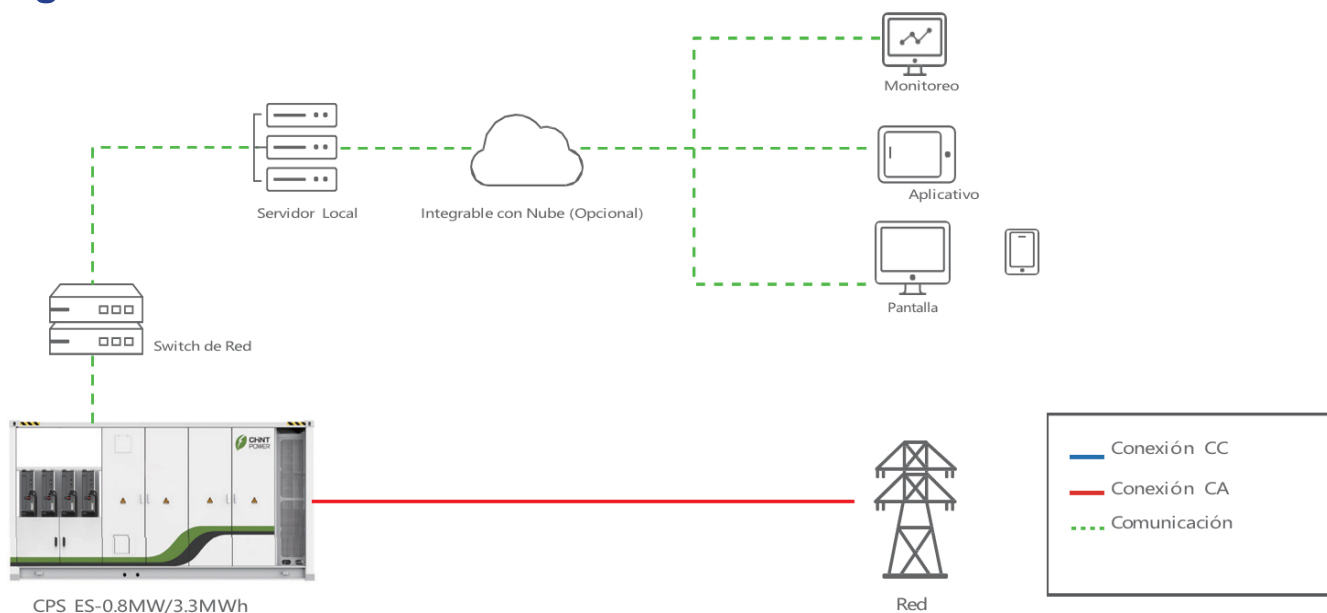 Monitoreo
Aplicativo
Servidor Local
Integrable con Nube (Opcional)
Pantalla
Switch de Red
CHNT
POWER
Conexión CC
Conexión CA
Comunicación
CPS ES-0.8MW/3.3MWh
Red